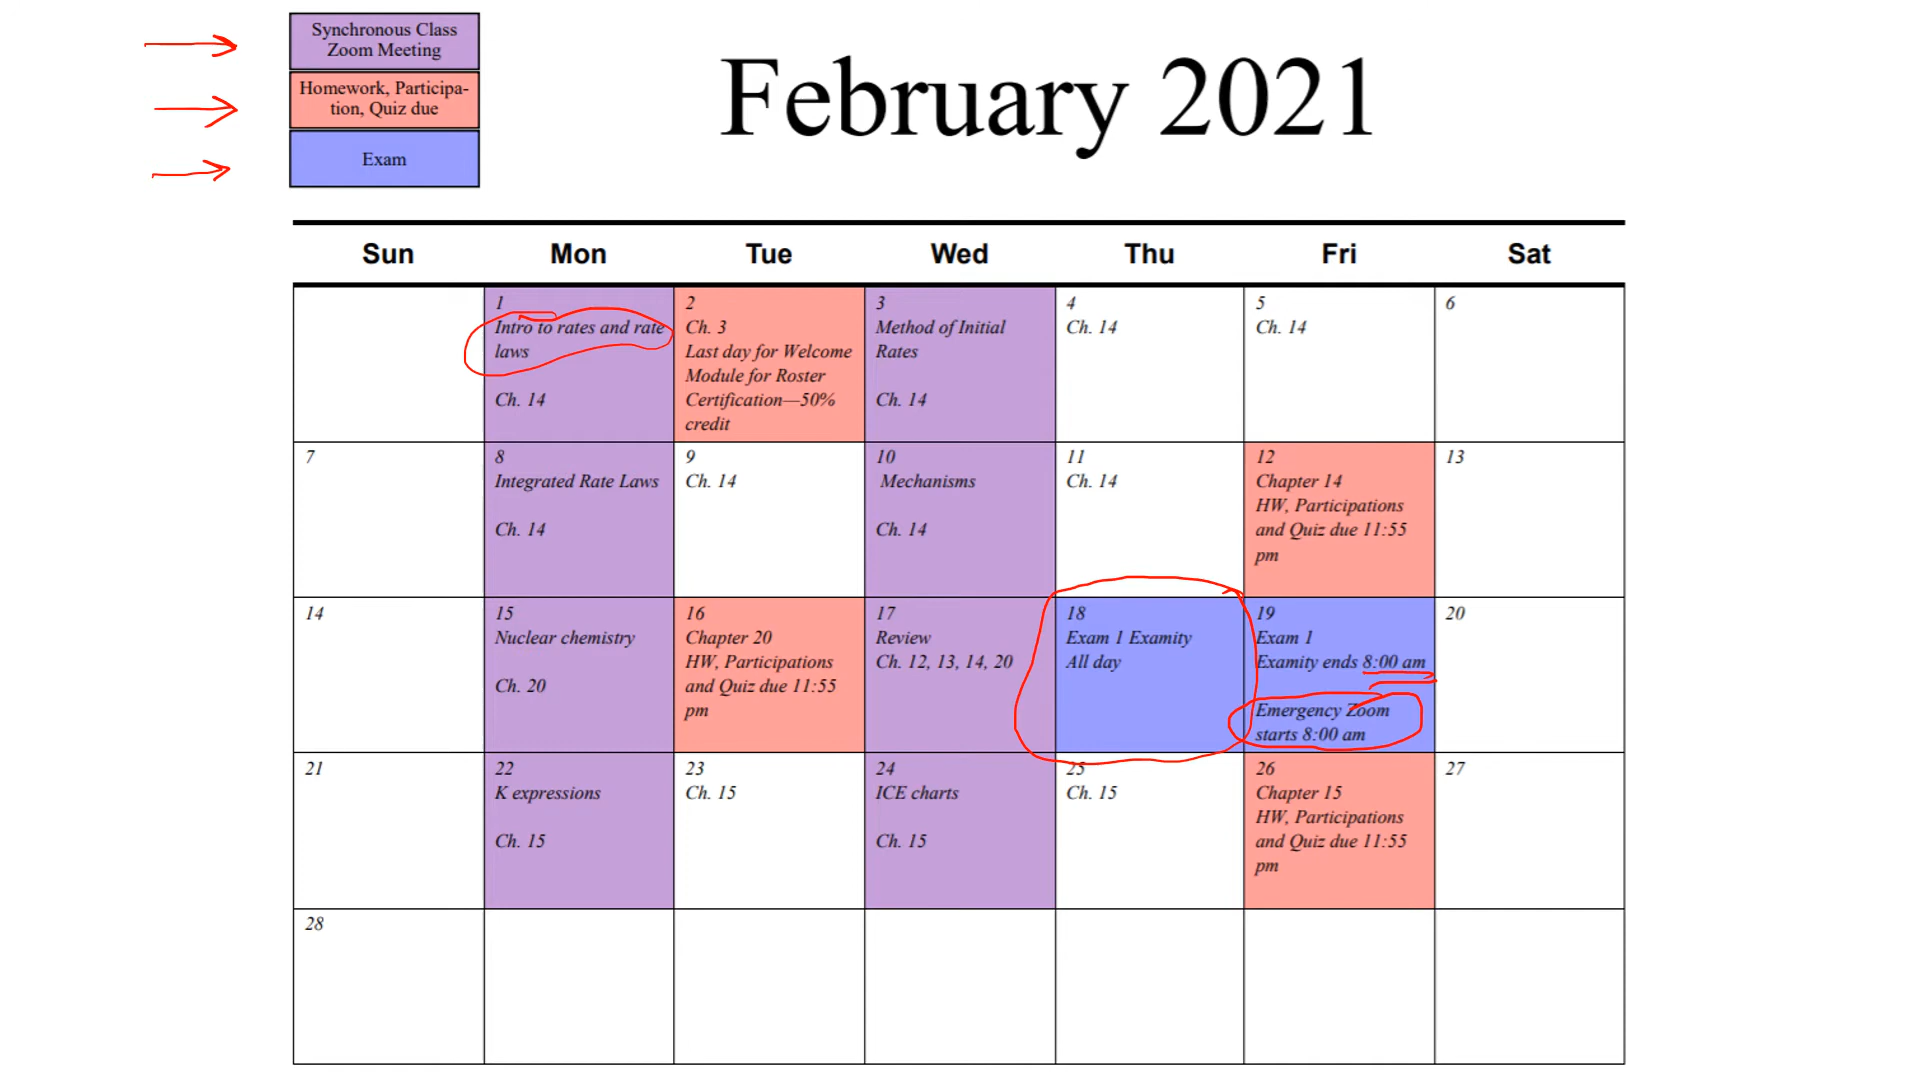 Synchronous Class
Zoom Meeting
Homework, Participa-
tion, Quiz due
Exam
February 2021
Sun Mon Tue Wed Thu Fri Sat
1
Intro to rates and rate
laws
Ch. 14
2
Ch. 3
Last day for Welcome
Module for Roster
Certification—50%
credit
3
Method of Initial
Rates
Ch. 14
4
Ch. 14
5
Ch. 14
6
7
8
Integrated Rate Laws
Ch. 14
9
Ch. 14
10
Mechanisms
Ch. 14
11
Ch. 14
12
Chapter 14
HW, Participations
and Quiz due 11:55
pm
13
14
15
Nuclear chemistry
Ch. 20
16
Chapter 20
HW, Participations
and Quiz due 11:55
pm
17
Review
Ch. 12, 13, 14, 20
18
Exam 1 Examity
All day
19
Exam 1
Examity ends 8:00 am
Emergency Zoom
starts 8:00 am
20
21
22
K expressions
Ch. 15
23
Ch. 15
24
ICE charts
Ch. 15
25
Ch. 15
26
Chapter 15
HW, Participations
and Quiz due 11:55
pm
27
28